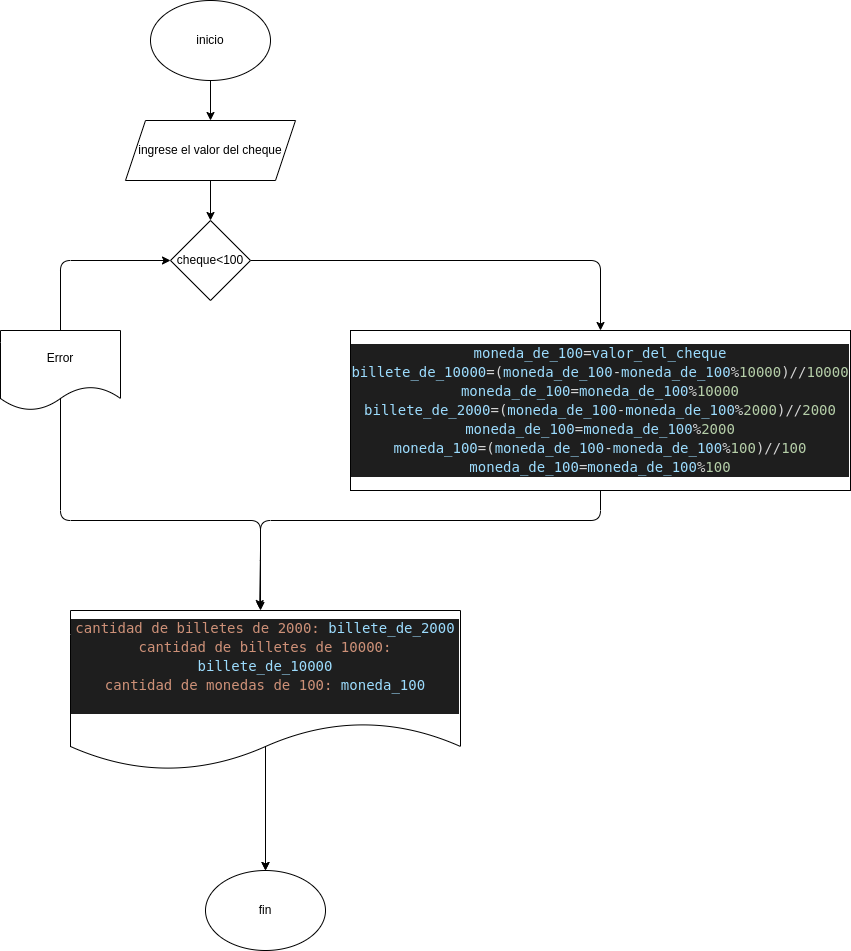 inicio
ingrese el valor del cheque
cheque<100
Error
moneda_de_100=valor_del_cheque
billete_de_10000=(moneda_de_100-moneda_de_100%10000)//10000
moneda_de_100=moneda_de_100%10000
billete_de_2000=(moneda_de_100-moneda_de_100%2000)//2000
moneda_de_100=moneda_de_100%2000
moneda_100=(moneda_de_100-moneda_de_100%100)//100
moneda_de_100=moneda_de_100%100
cantidad de billetes de 2000: billete_de_2000
cantidad de billetes de 10000:
billete_de_10000
cantidad de monedas de 100: moneda_100
fin